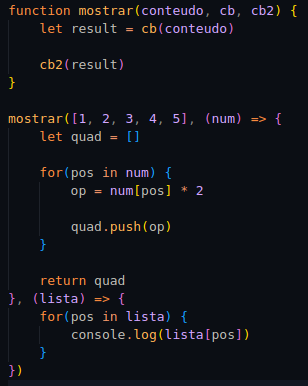 function mostrar(conteudo, cb, cb2) {
    let result = cb(conteudo)

    cb2(result)
}

mostrar([1, 2, 3, 4, 5], (num) => {
    let quad = []

    for(pos in num) {
        op = num[pos] * 2

        quad.push(op)
    }

    return quad
}, (lista) => {
    for(pos in lista) {
        console.log(lista[pos])
    }
})